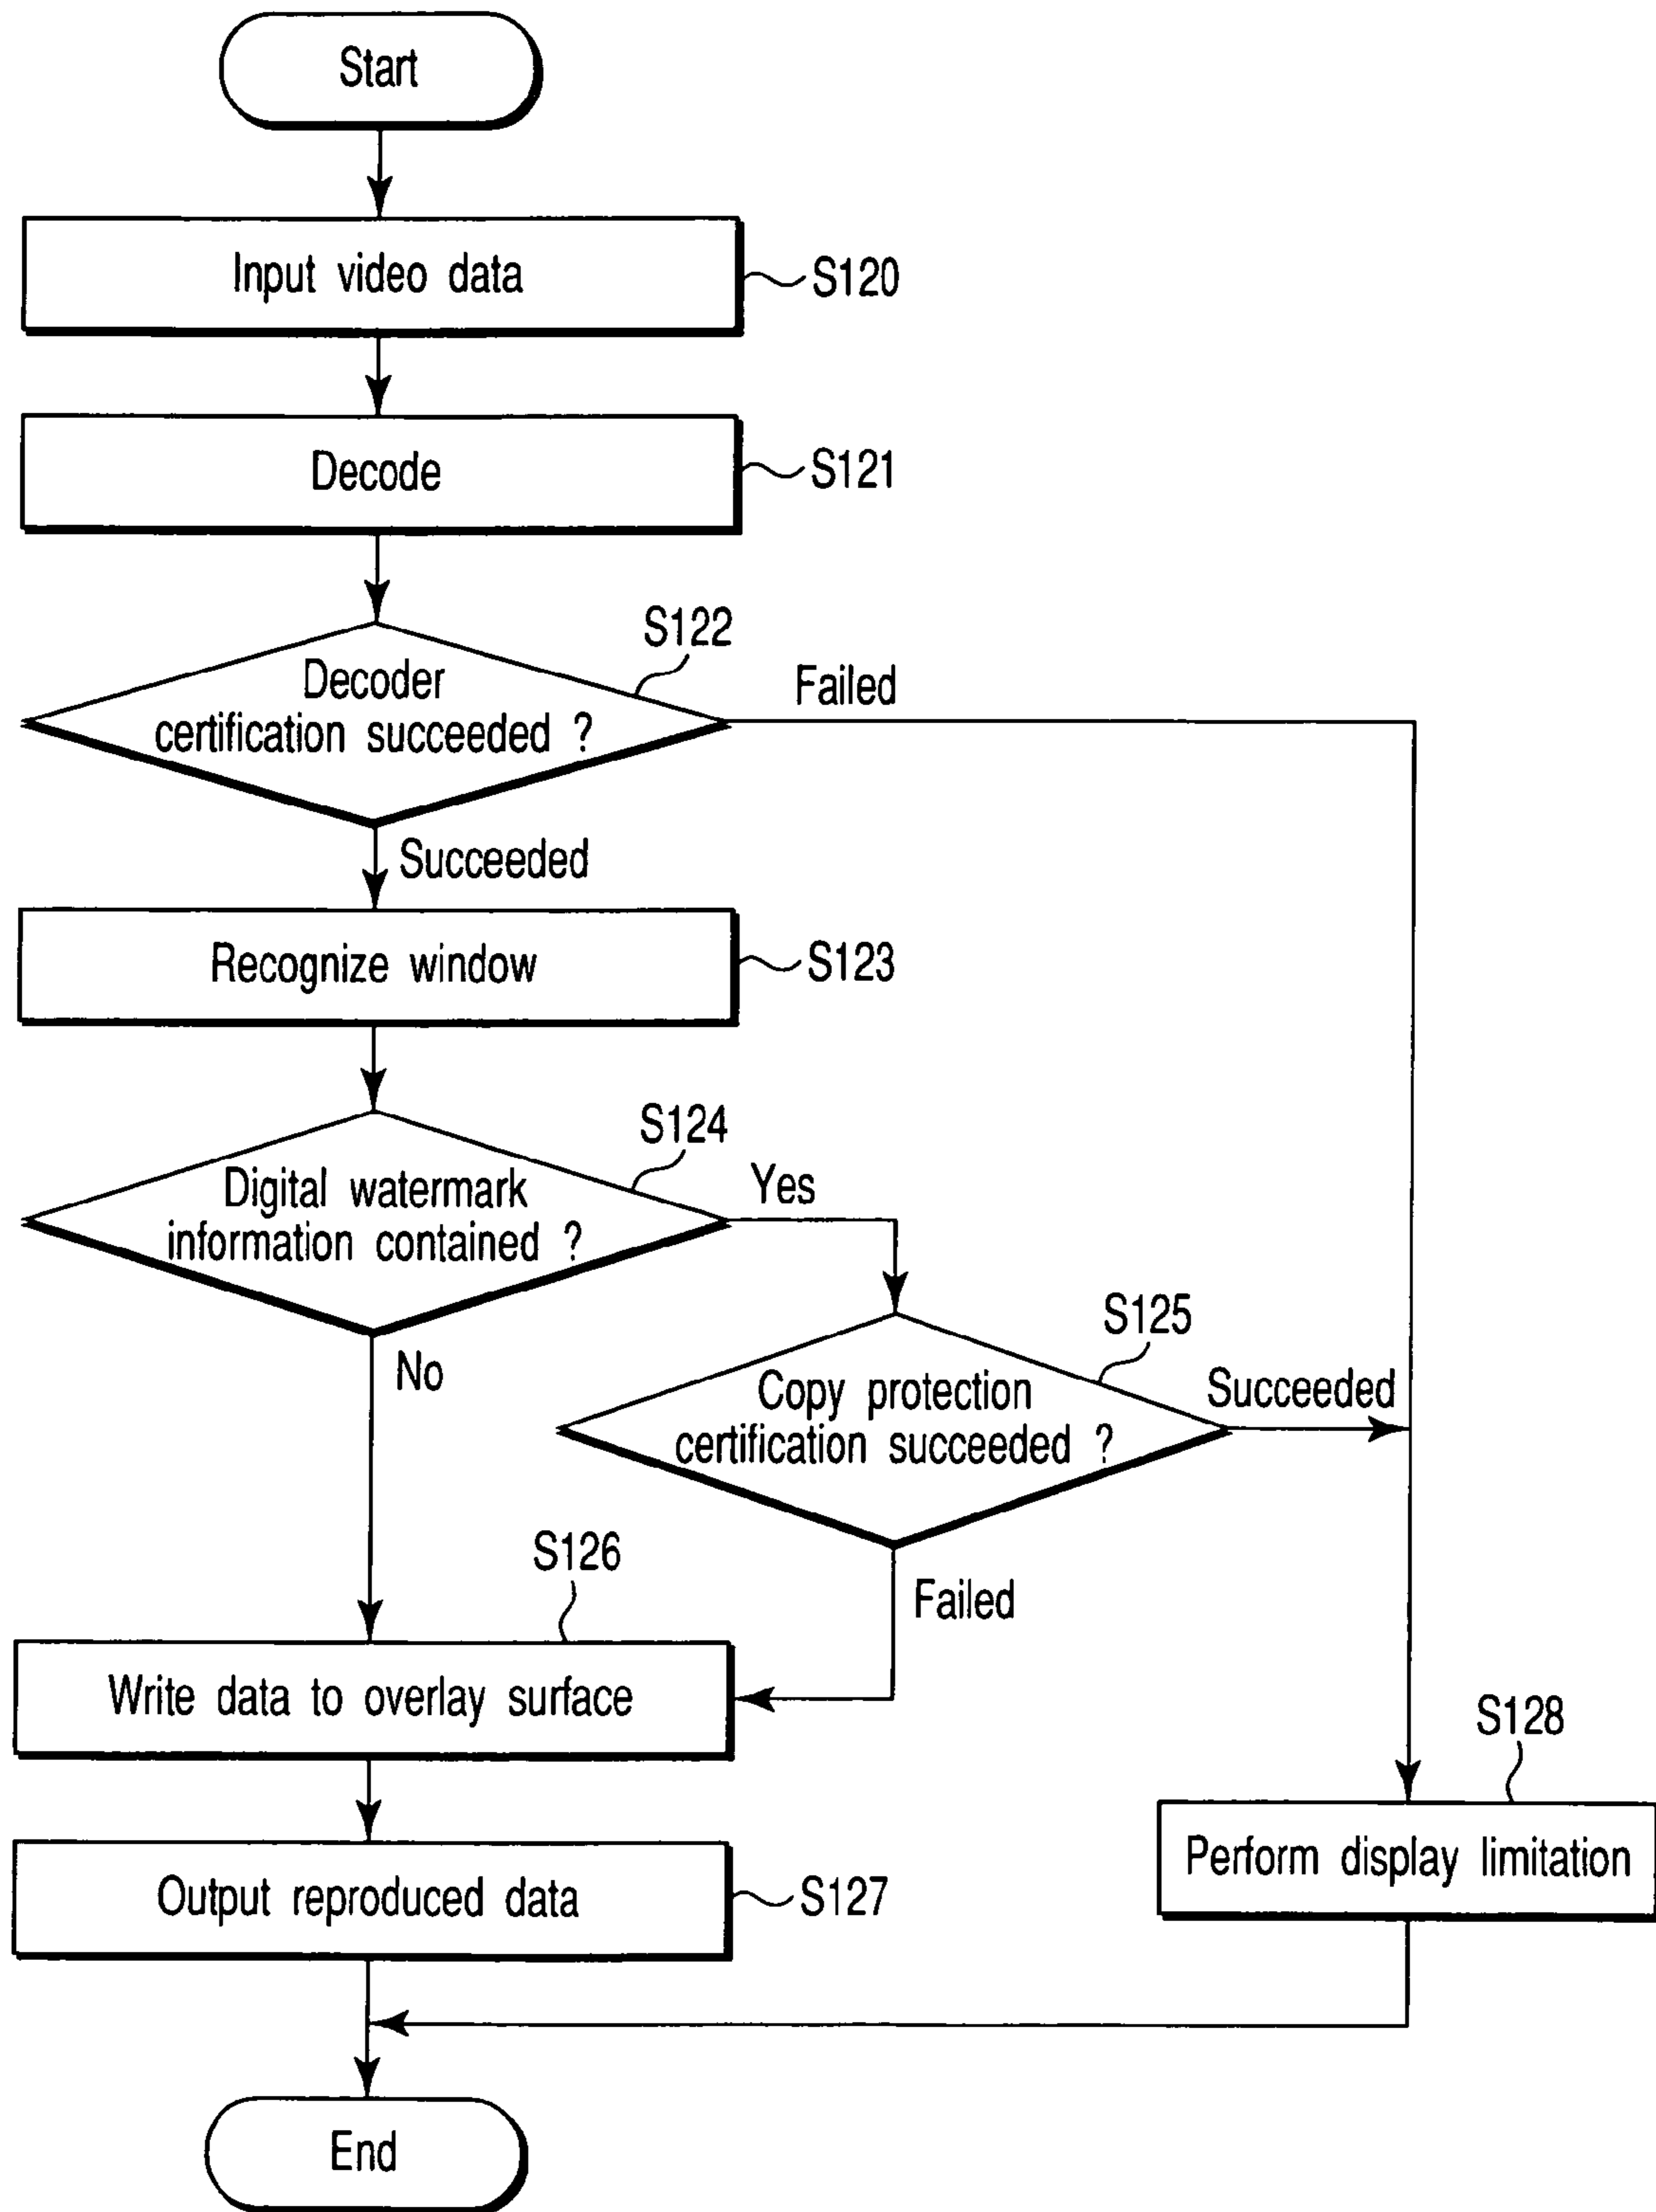 Start
Input video data
S120
Decode
S121
S122
Decoder
certification succeeded ?
Failed
Succeeded
Recognize window
S123
S124
Digital watermark
information contained ?
Yes
No
S125
Copy protection
certification succeeded ?
Succeeded
Failed
S126
Write data to overlay surface
S128
Perform display limitation
Output reproduced data
S127
End